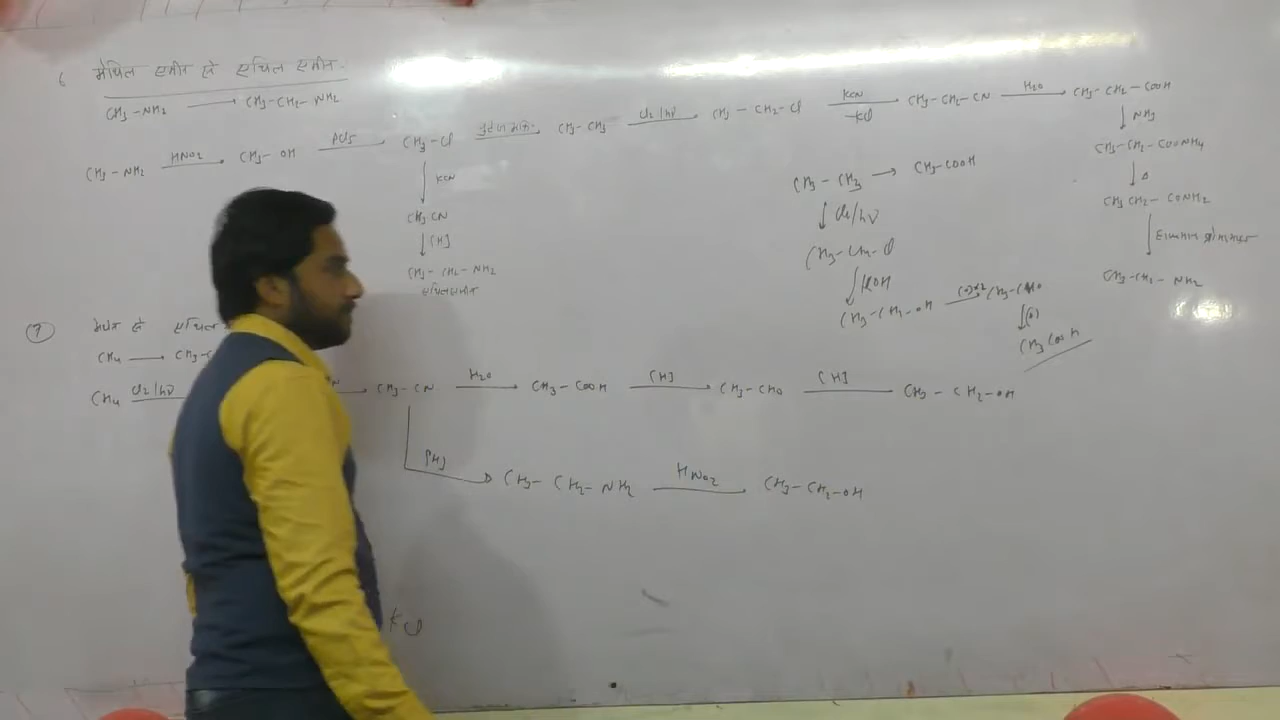 6 मेथिल एमीन से एथिल एमीन.
CH3-NH2 → CH3-CH2-NH2
CH3-NH2 HNO2→ CH3-OH PCl5→ CH3-Cl → CH3-CH3 Cl2/hν→ CH3-CH2-Cl KCN→ -KCl CH3-CH2-CN H2O→ CH3-CH2-COOH
↓ KCN
CH3CN
↓ [H]
CH3-CH2-NH2
एथिल एमीन
↓ NH3
CH3-CH2-COONH4
↓ Δ
CH3CH2-CONH2
↓
CH3-CH2-NH2
CH3-CH3 → CH3-COOH
↓ Cl2/hν
CH3-CH2-Cl
↓ KOH
CH3-CH2-OH → CH3-CHO
↓ (O)
CH3COOH
7 से एथिल
CH4 → CH3-
CH4 Cl2/hν → CH3-CN H2O→ CH3-COOH [H]→ CH3-CHO [H]→ CH3-CH2-OH
[H]→ CH3-CH2-NH2 HNO2→ CH3-CH2-OH
KCl